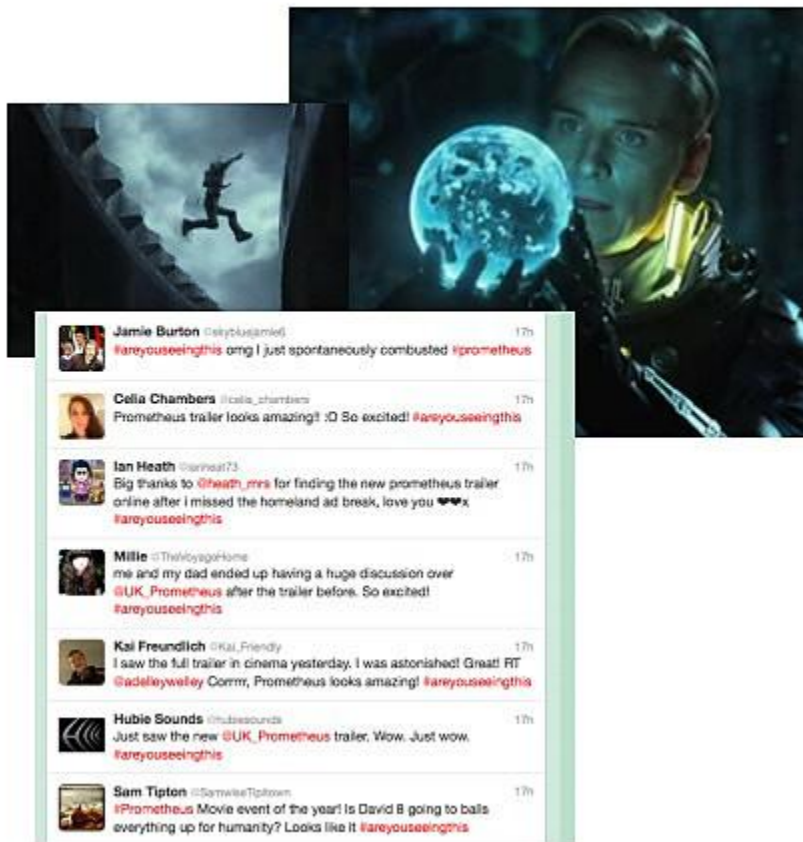 Jamie Burton @skybluejamie6 17h
#areyouseeingthis omg I just spontaneously combusted #prometheus
Celia Chambers @celia_chambers 17h
Prometheus trailer looks amazing!! :O So excited! #areyouseeingthis
Ian Heath 17h
Big thanks to @heath_mrs for finding the new prometheus trailer
online after i missed the homeland ad break, love you ❤❤x
#areyouseeingthis
Millie @TheVoyageHome 17h
me and my dad ended up having a huge discussion over
@UK_Prometheus after the trailer before. So excited!
#areyouseeingthis
Kai Freundlich @Kai_Friendly 17h
I saw the full trailer in cinema yesterday. I was astonished! Great! RT
@adelleywelley Corrrr, Prometheus looks amazing! #areyouseeingthis
Hubie Sounds @hubiesounds 17h
Just saw the new @UK_Prometheus trailer. Wow. Just wow.
#areyouseeingthis
Sam Tipton @SamwiseTipitown 17h
#Prometheus Movie event of the year! Is David 8 going to balls
everything up for humanity? Looks like it #areyouseeingthis